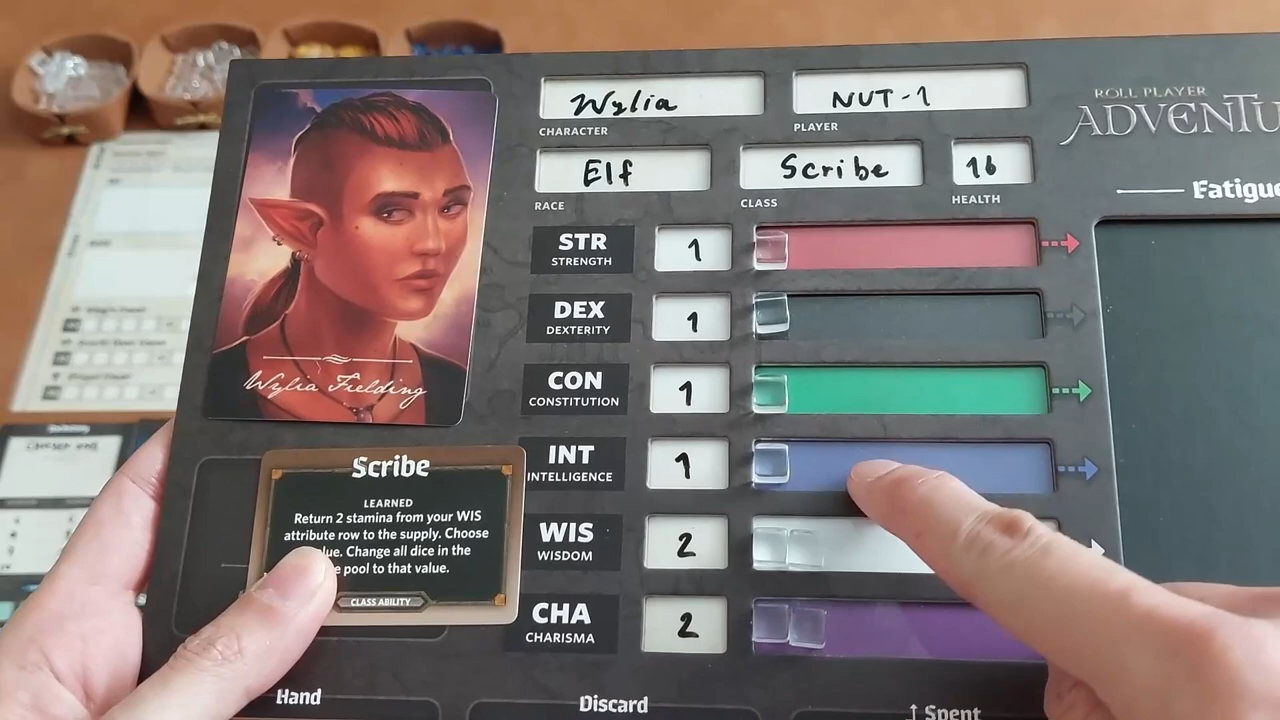 Wylia
NUT-1
CHARACTER
PLAYER
ROLL PLAYER
Elf
Scribe
16
RACE
CLASS
HEALTH
STR
STRENGTH
1
DEX
DEXTERITY
1
CON
CONSTITUTION
1
INT
INTELLIGENCE
1
WIS
WISDOM
2
CHA
CHARISMA
2
Wylia Fielding
Scribe
LEARNED
Return 2 stamina from your WIS
attribute row to the supply. Choose
Change all dice in the
pool to that value.
CLASS ABILITY
Hand
Discard
Spent